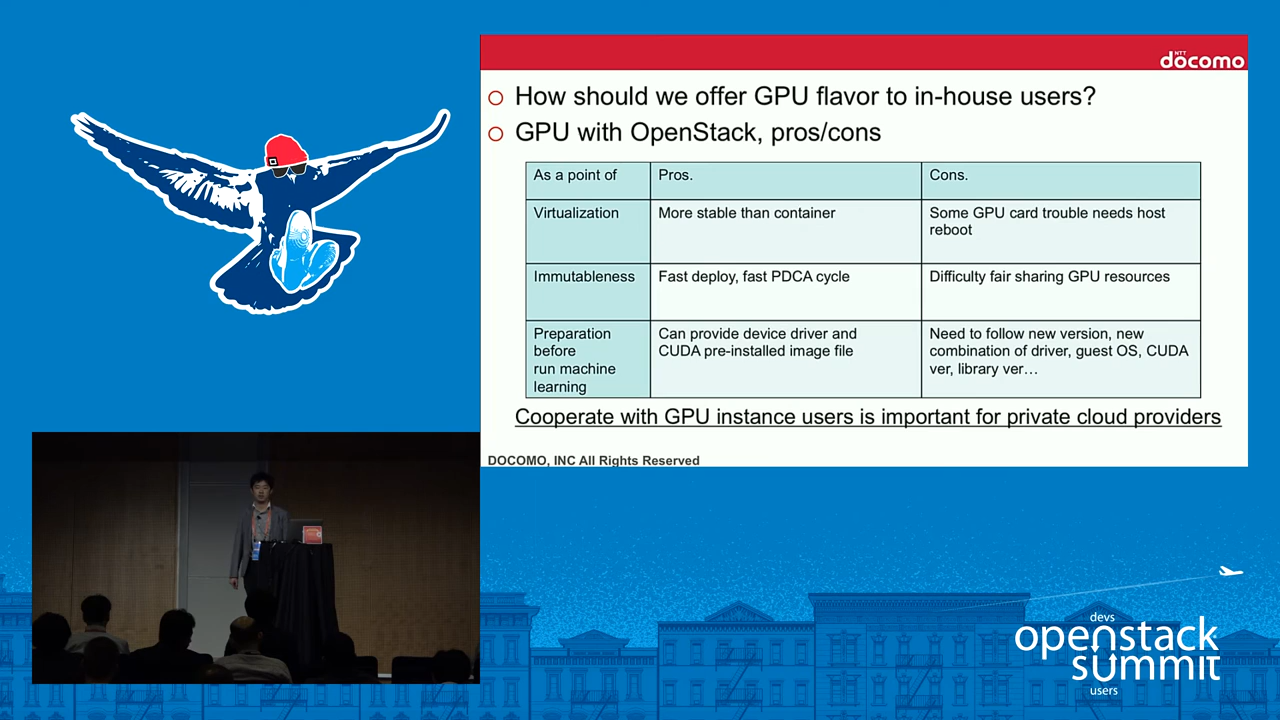 NTT
döcomo
How should we offer GPU flavor to in-house users?
GPU with OpenStack, pros/cons
As a point of
Pros.
Cons.
Virtualization
More stable than container
Some GPU card trouble needs host
reboot
Immutableness
Fast deploy, fast PDCA cycle
Difficulty fair sharing GPU resources
Preparation
before
run machine
learning
Can provide device driver and
CUDA pre-installed image file
Need to follow new version, new
combination of driver, guest OS, CUDA
ver, library ver…
Cooperate with GPU instance users is important for private cloud providers
DOCOMO, INC All Rights Reserved
devs
openstack
summit
users